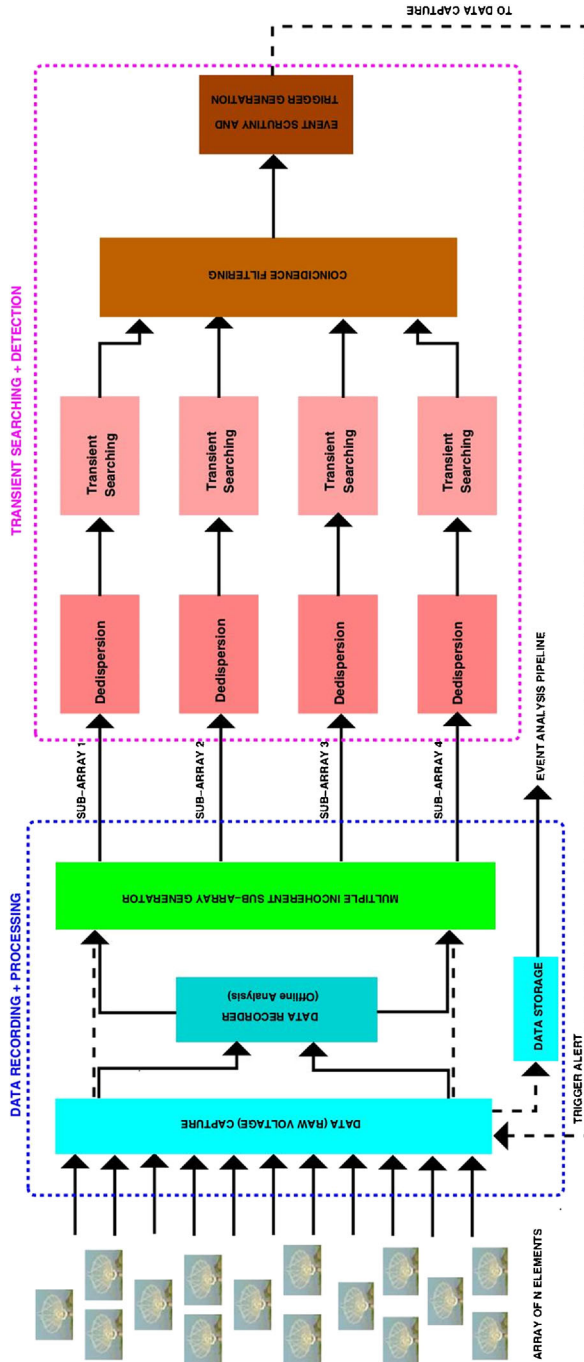 ARRAY OF N ELEMENTS
DATA RECORDING + PROCESSING
DATA (RAW VOLTAGE) CAPTURE
DATA RECORDER
(Offline Analysis)
MULTIPLE INCOHERENT SUB-ARRAY GENERATOR
DATA STORAGE
TRIGGER ALERT
EVENT ANALYSIS PIPELINE
SUB-ARRAY 1
SUB-ARRAY 2
SUB-ARRAY 3
SUB-ARRAY 4
TRANSIENT SEARCHING + DETECTION
Dedispersion
Dedispersion
Dedispersion
Dedispersion
Transient
Searching
Transient
Searching
Transient
Searching
Transient
Searching
COINCIDENCE FILTERING
EVENT SCRUTINY AND
TRIGGER GENERATION
TO DATA CAPTURE